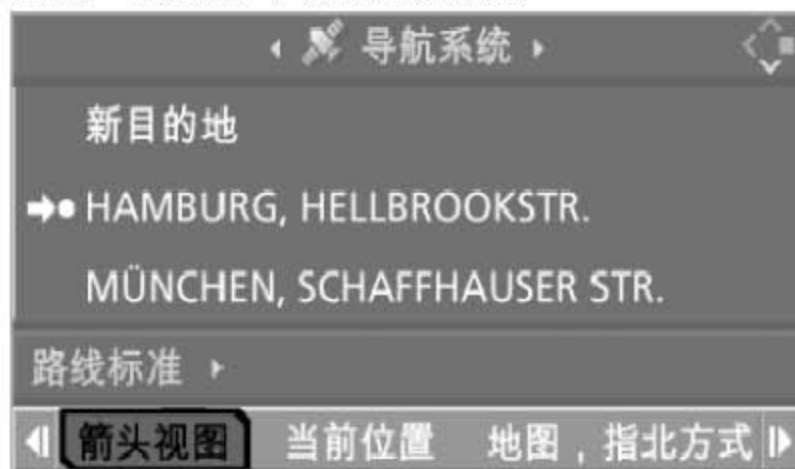 导航系统
新目的地
HAMBURG, HELLBROOKSTR.
MÜNCHEN, SCHAFFHAUSER STR.
路线标准
箭头视图 当前位置 地图，指北方式